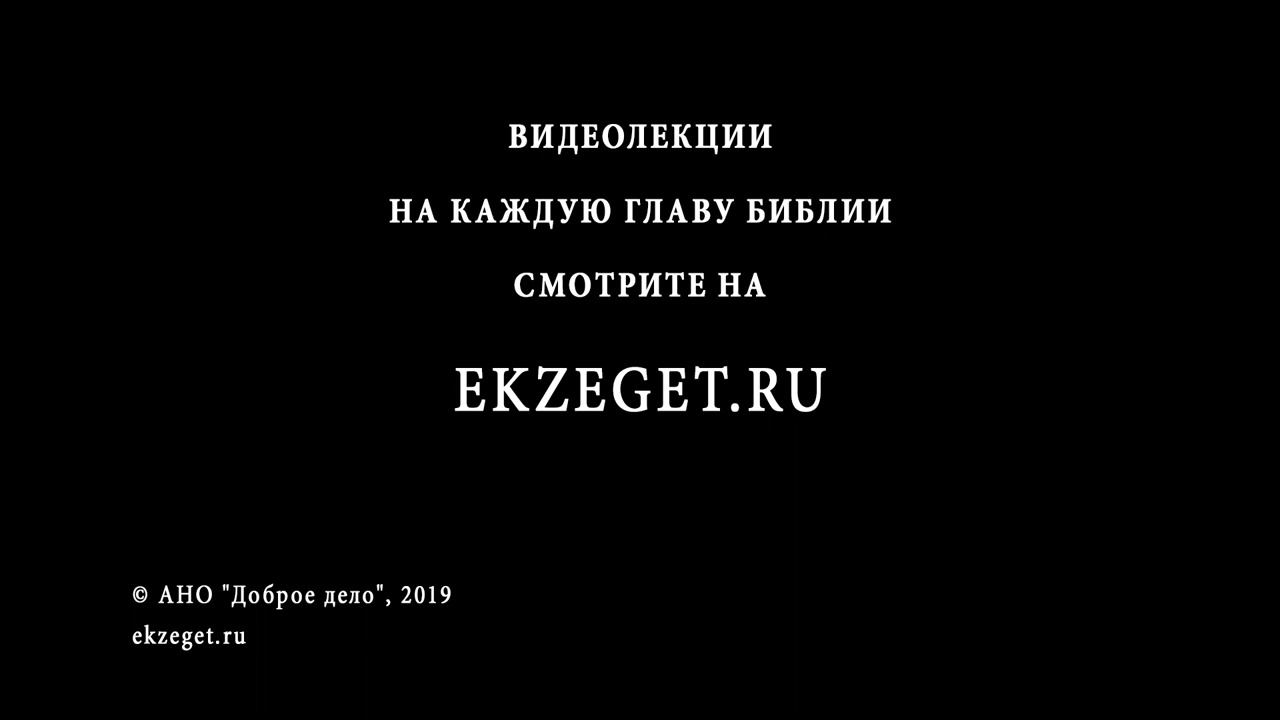 ВИДЕОЛЕКЦИИ
НА КАЖДУЮ ГЛАВУ БИБЛИИ
СМОТРИТЕ НА
EKZEGET.RU
© АНО "Доброе дело", 2019
ekzeget.ru